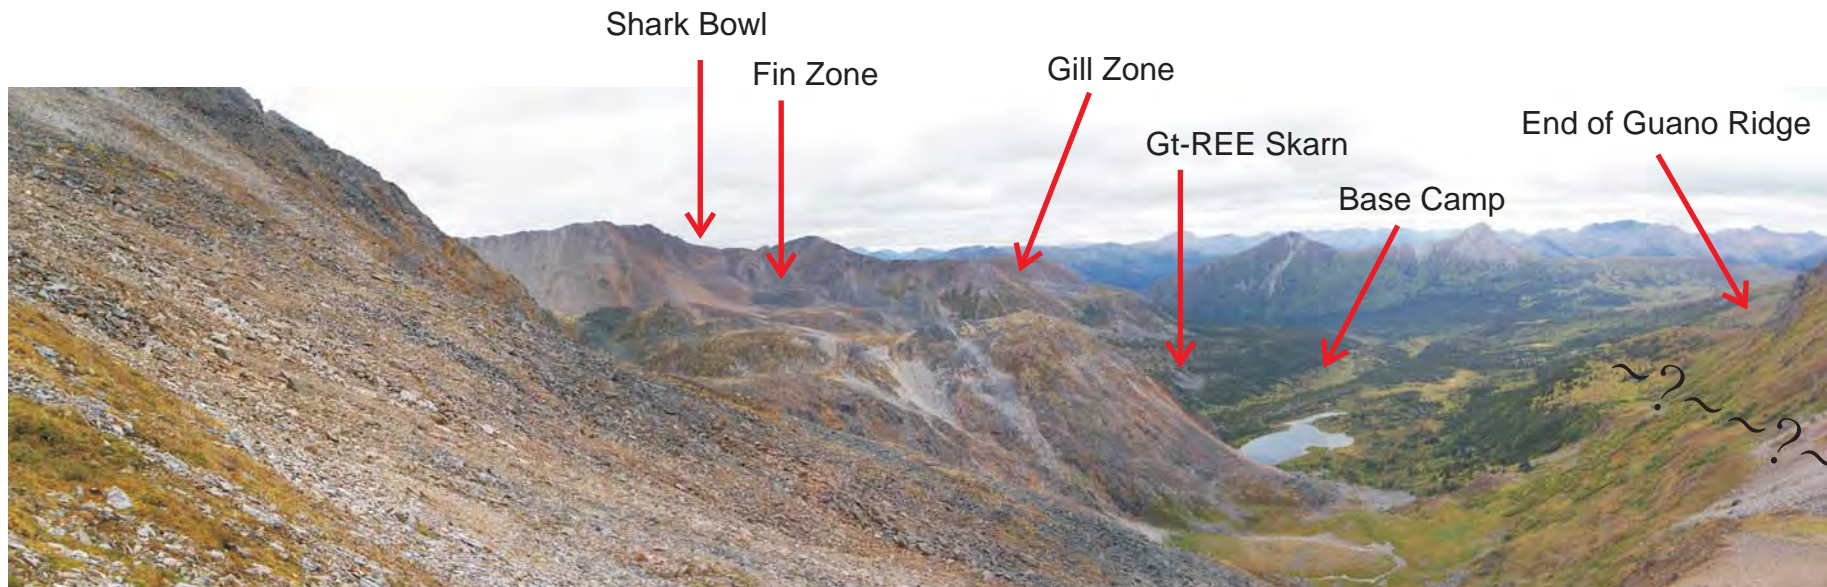 Shark Bowl
Fin Zone
Gill Zone
Gt-REE Skarn
Base Camp
End of Guano Ridge
~?~~?~